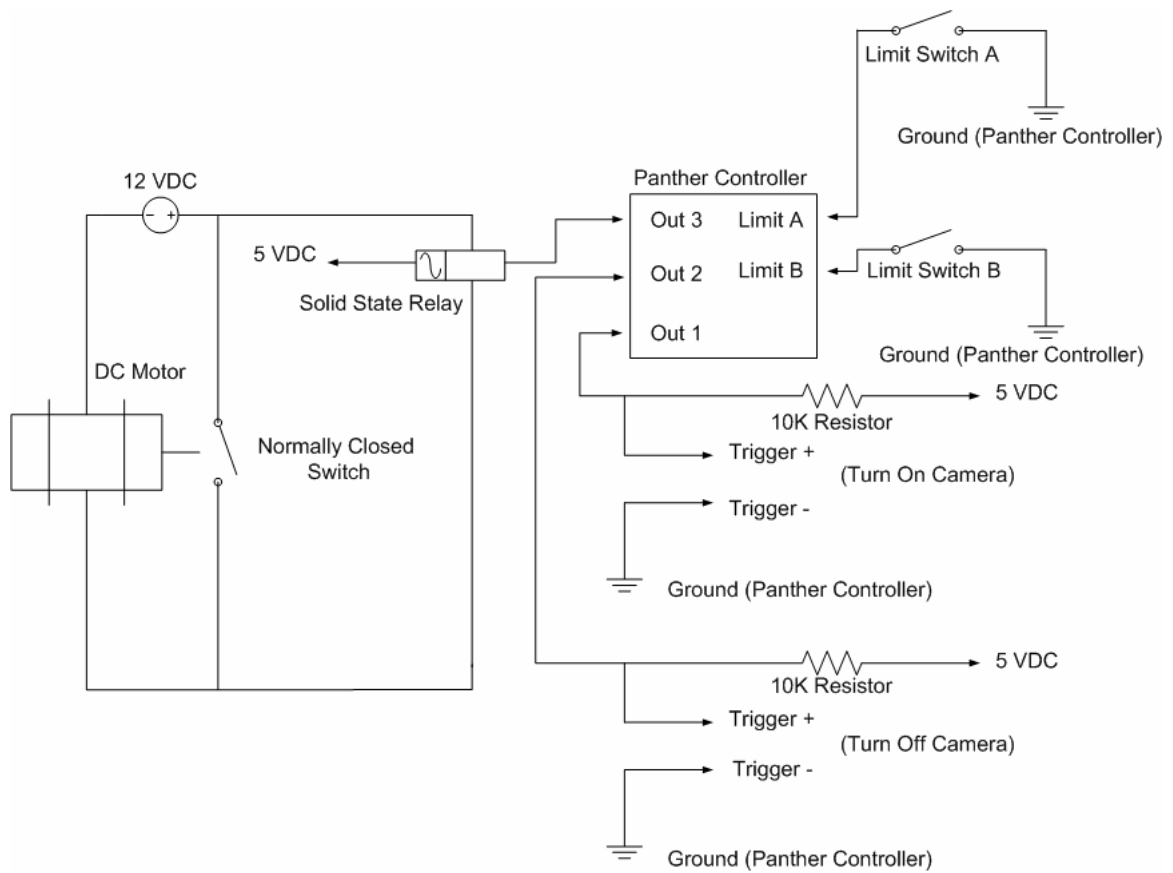 Limit Switch A
Ground (Panther Controller)
12 VDC
- +
Panther Controller
Out 3
Limit A
5 VDC
Out 2
Limit B
Limit Switch B
Solid State Relay
Out 1
Ground (Panther Controller)
DC Motor
5 VDC
10K Resistor
Normally Closed
Switch
Trigger +
(Turn On Camera)
Trigger -
Ground (Panther Controller)
5 VDC
10K Resistor
Trigger +
(Turn Off Camera)
Trigger -
Ground (Panther Controller)